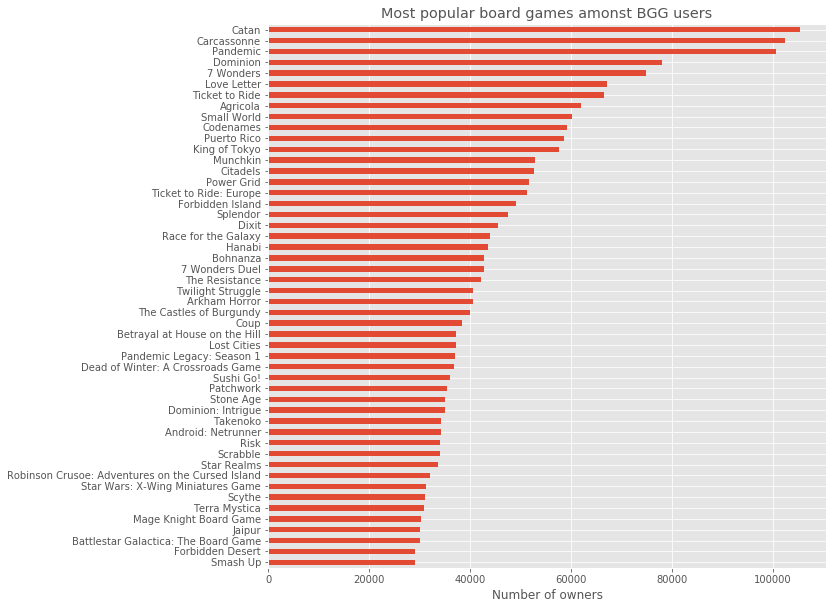 Most popular board games amonst BGG users
Catan
Carcassonne
Pandemic
Dominion
7 Wonders
Love Letter
Ticket to Ride
Agricola
Small World
Codenames
Puerto Rico
King of Tokyo
Munchkin
Citadels
Power Grid
Ticket to Ride: Europe
Forbidden Island
Splendor
Dixit
Race for the Galaxy
Hanabi
Bohnanza
7 Wonders Duel
The Resistance
Twilight Struggle
Arkham Horror
The Castles of Burgundy
Coup
Betrayal at House on the Hill
Lost Cities
Pandemic Legacy: Season 1
Dead of Winter: A Crossroads Game
Sushi Go!
Patchwork
Stone Age
Dominion: Intrigue
Takenoko
Android: Netrunner
Risk
Scrabble
Star Realms
Robinson Crusoe: Adventures on the Cursed Island
Star Wars: X-Wing Miniatures Game
Scythe
Terra Mystica
Mage Knight Board Game
Jaipur
Battlestar Galactica: The Board Game
Forbidden Desert
Smash Up
0 20000 40000 60000 80000 100000
Number of owners